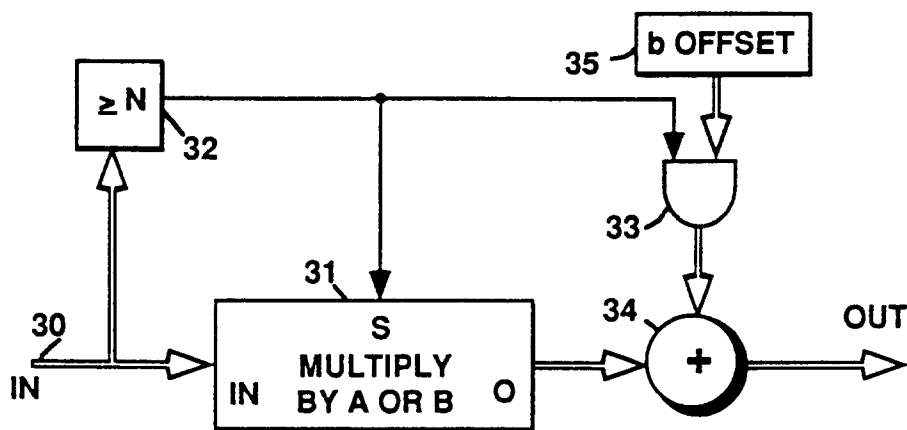 b OFFSET
35
≥ N
32
33
31
30
34
OUT
S
IN
IN
MULTIPLY
BY A OR B
O
+